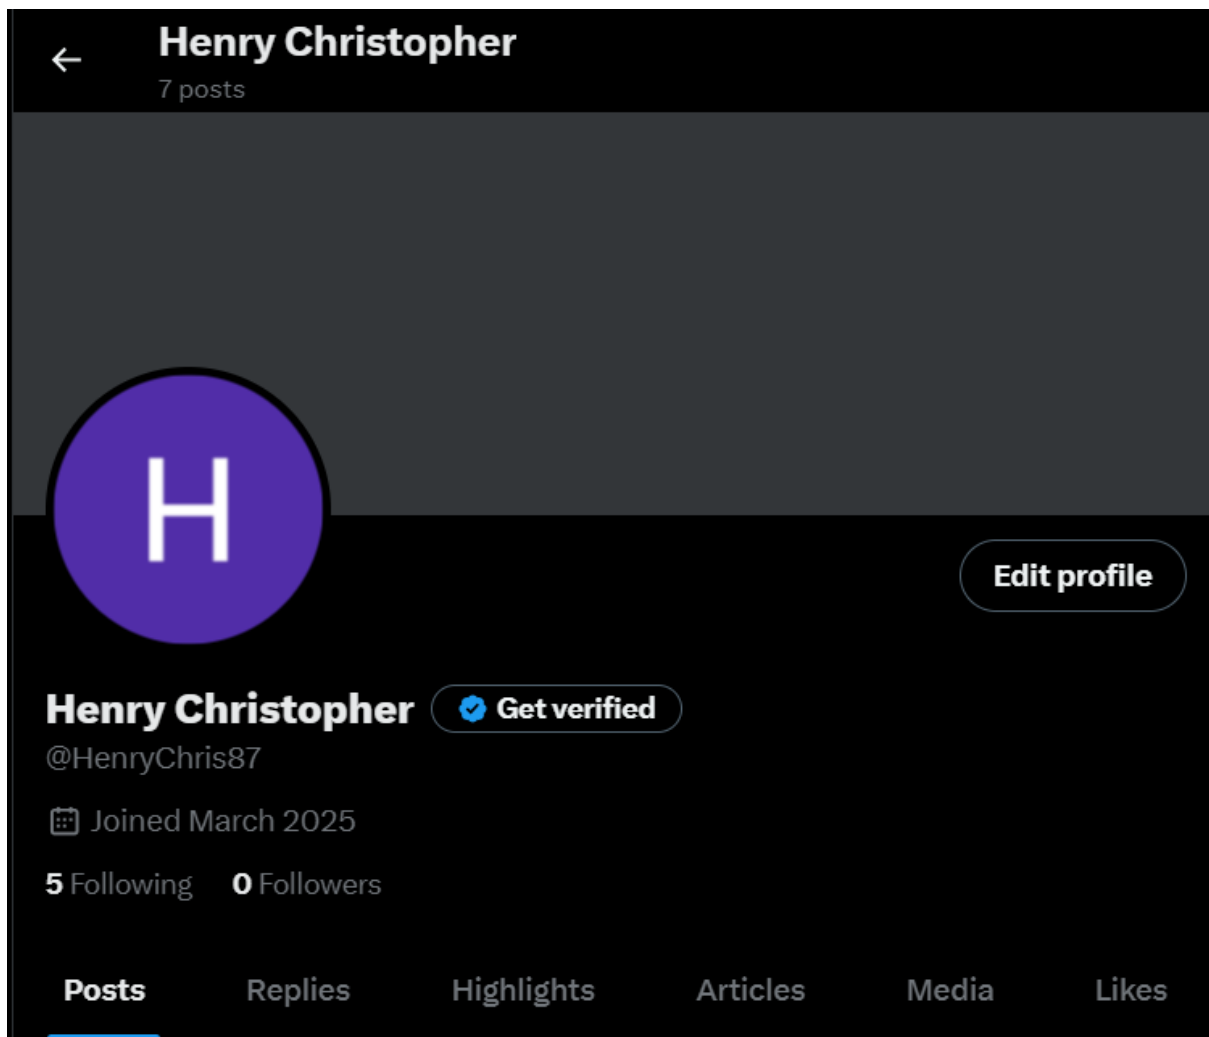 Henry Christopher
7 posts
H
Edit profile
Henry Christopher Get verified
@HenryChris87
Joined March 2025
5 Following 0 Followers
Posts Replies Highlights Articles Media Likes